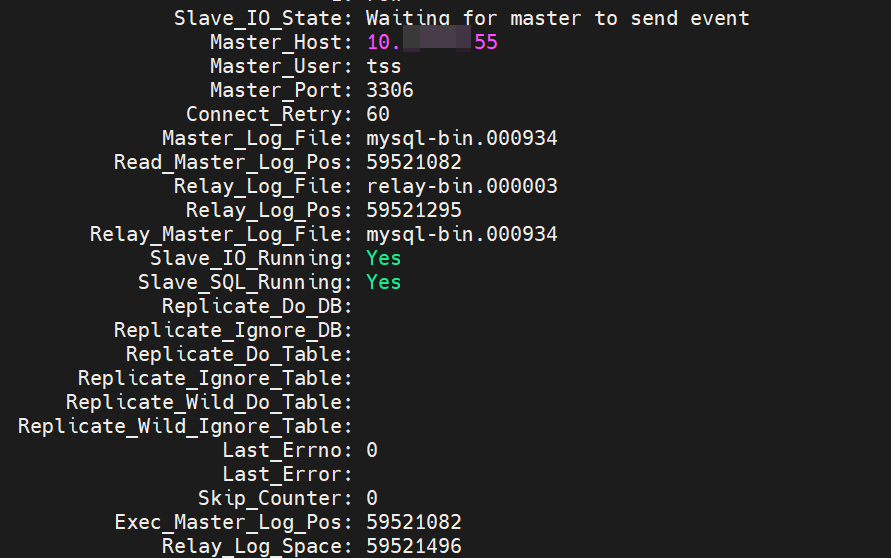 Slave_IO_State: Waiting for master to send event
Master_Host: 10. 55
Master_User: tss
Master_Port: 3306
Connect_Retry: 60
Master_Log_File: mysql-bin.000934
Read_Master_Log_Pos: 59521082
Relay_Log_File: relay-bin.000003
Relay_Log_Pos: 59521295
Relay_Master_Log_File: mysql-bin.000934
Slave_IO_Running: Yes
Slave_SQL_Running: Yes
Replicate_Do_DB:
Replicate_Ignore_DB:
Replicate_Do_Table:
Replicate_Ignore_Table:
Replicate_Wild_Do_Table:
Replicate_Wild_Ignore_Table:
Last_Errno: 0
Last_Error:
Skip_Counter: 0
Exec_Master_Log_Pos: 59521082
Relay_Log_Space: 59521496